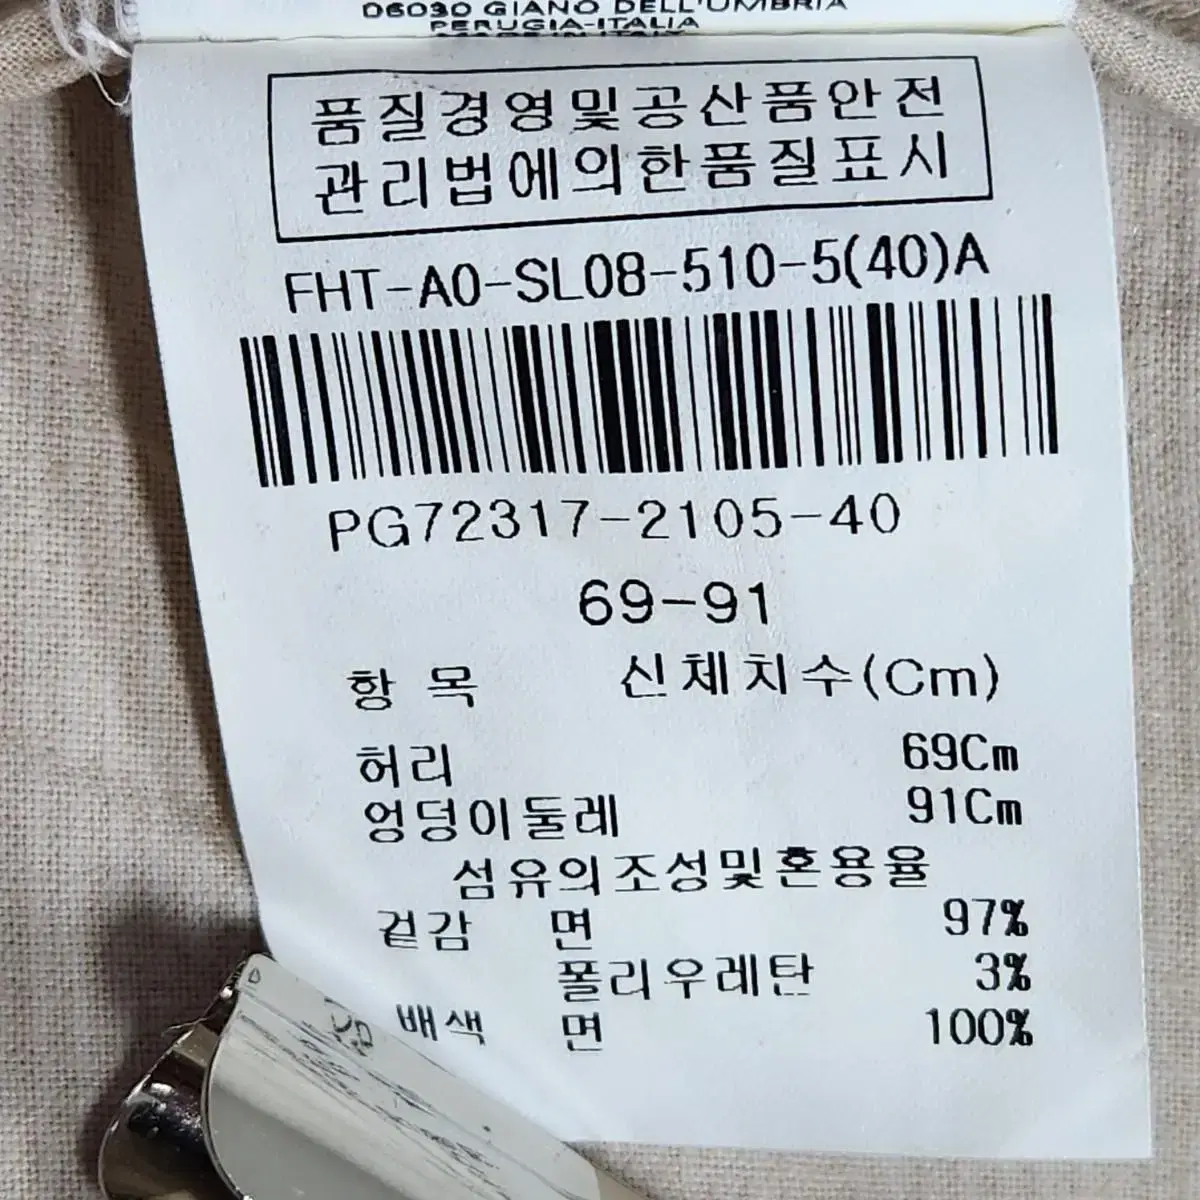 06030 GIANO DELL'UMBRIA
PERUGIA-ITALIA
MADE IN ITALY
품질경영및공산품안전
관리법에의한품질표시
FHT-A0-SL08-510-5(40)A
PG72317-2105-40
69-91
항 목 신체치수(Cm)
허리 69Cm
엉덩이둘레 91Cm
섬유의조성및혼용율
겉감 면 97%
폴리우레탄 3%
배색 면 100%